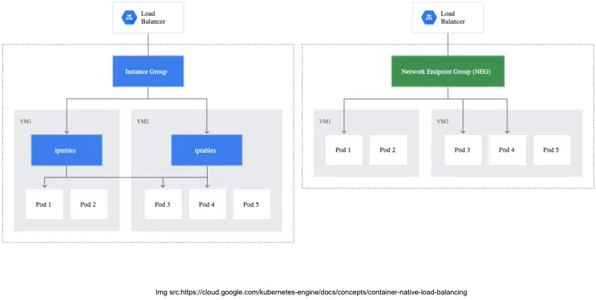 Load
Balancer
Instance Group
VM1
VM2
iptables
iptables
Pod 1
Pod 2
Pod 3
Pod 4
Pod 5
Load
Balancer
Network Endpoint Group (NEG)
VM1
VM2
Pod 1
Pod 2
Pod 3
Pod 4
Pod 5
Img src:https://cloud.google.com/kubernetes-engine/docs/concepts/container-native-load-balancing